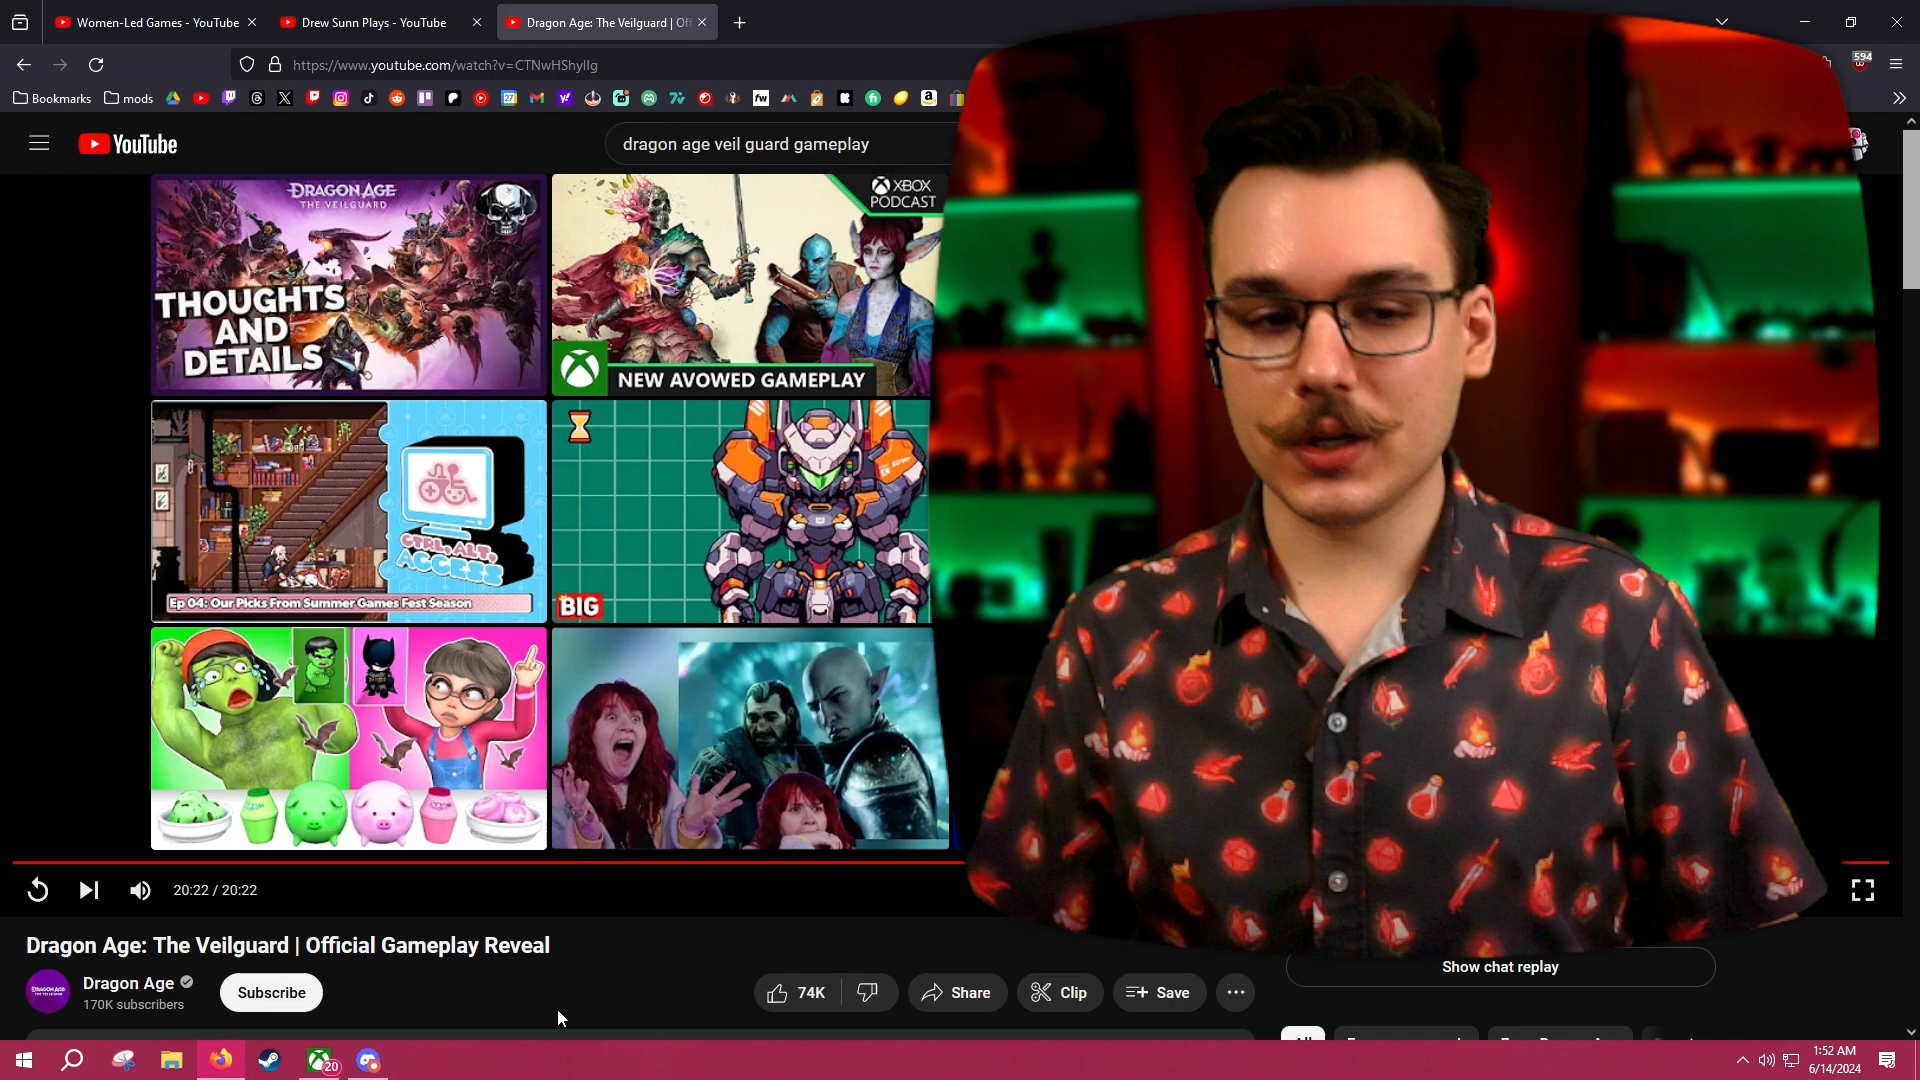 Women-Led Games - YouTube
Drew Sunn Plays - YouTube
Dragon Age: The Veilguard | Off
https://www.youtube.com/watch?v=CTNwHShyIIg
594
Bookmarks
mods
YouTube
dragon age veil guard gameplay
DRAGON AGE
THE VEILGUARD
THOUGHTS
AND
DETAILS
XBOX
PODCAST
NEW AVOWED GAMEPLAY
CTRL.ALT.
ACCESS
Ep 04: Our Picks From Summer Games Fest Season
BIG
20:22 / 20:22
Dragon Age: The Veilguard | Official Gameplay Reveal
Dragon Age
170K subscribers
Subscribe
74K
Share
Clip
Save
Show chat replay
20
1:52 AM
6/14/2024